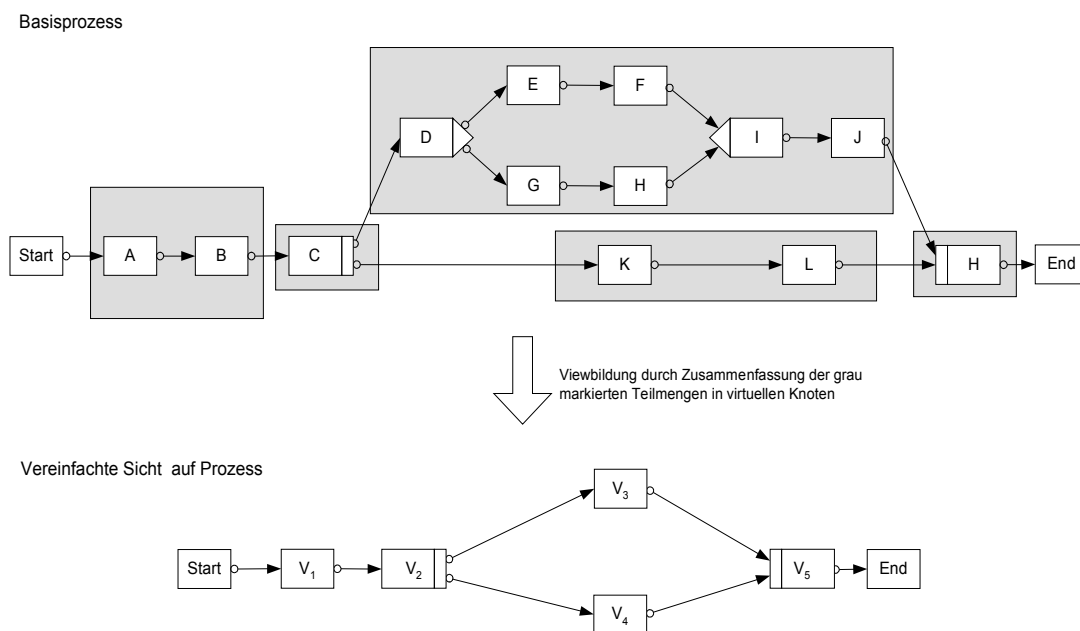 Basisprozess
E
F
D
I
J
G
H
Start
A
B
C
K
L
H
End
Viewbildung durch Zusammenfassung der grau
markierten Teilmengen in virtuellen Knoten
Vereinfachte Sicht auf Prozess
V3
Start
V1
V2
V5
End
V4